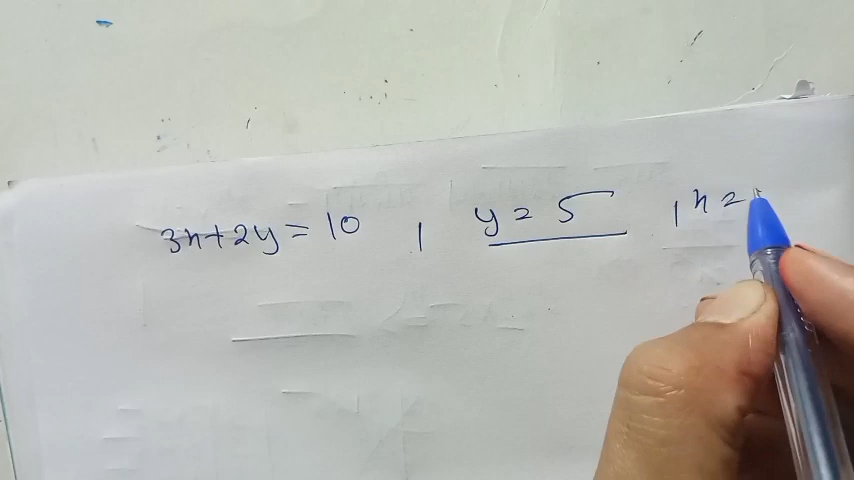 3x+2y = 10 , y = 5 , x =